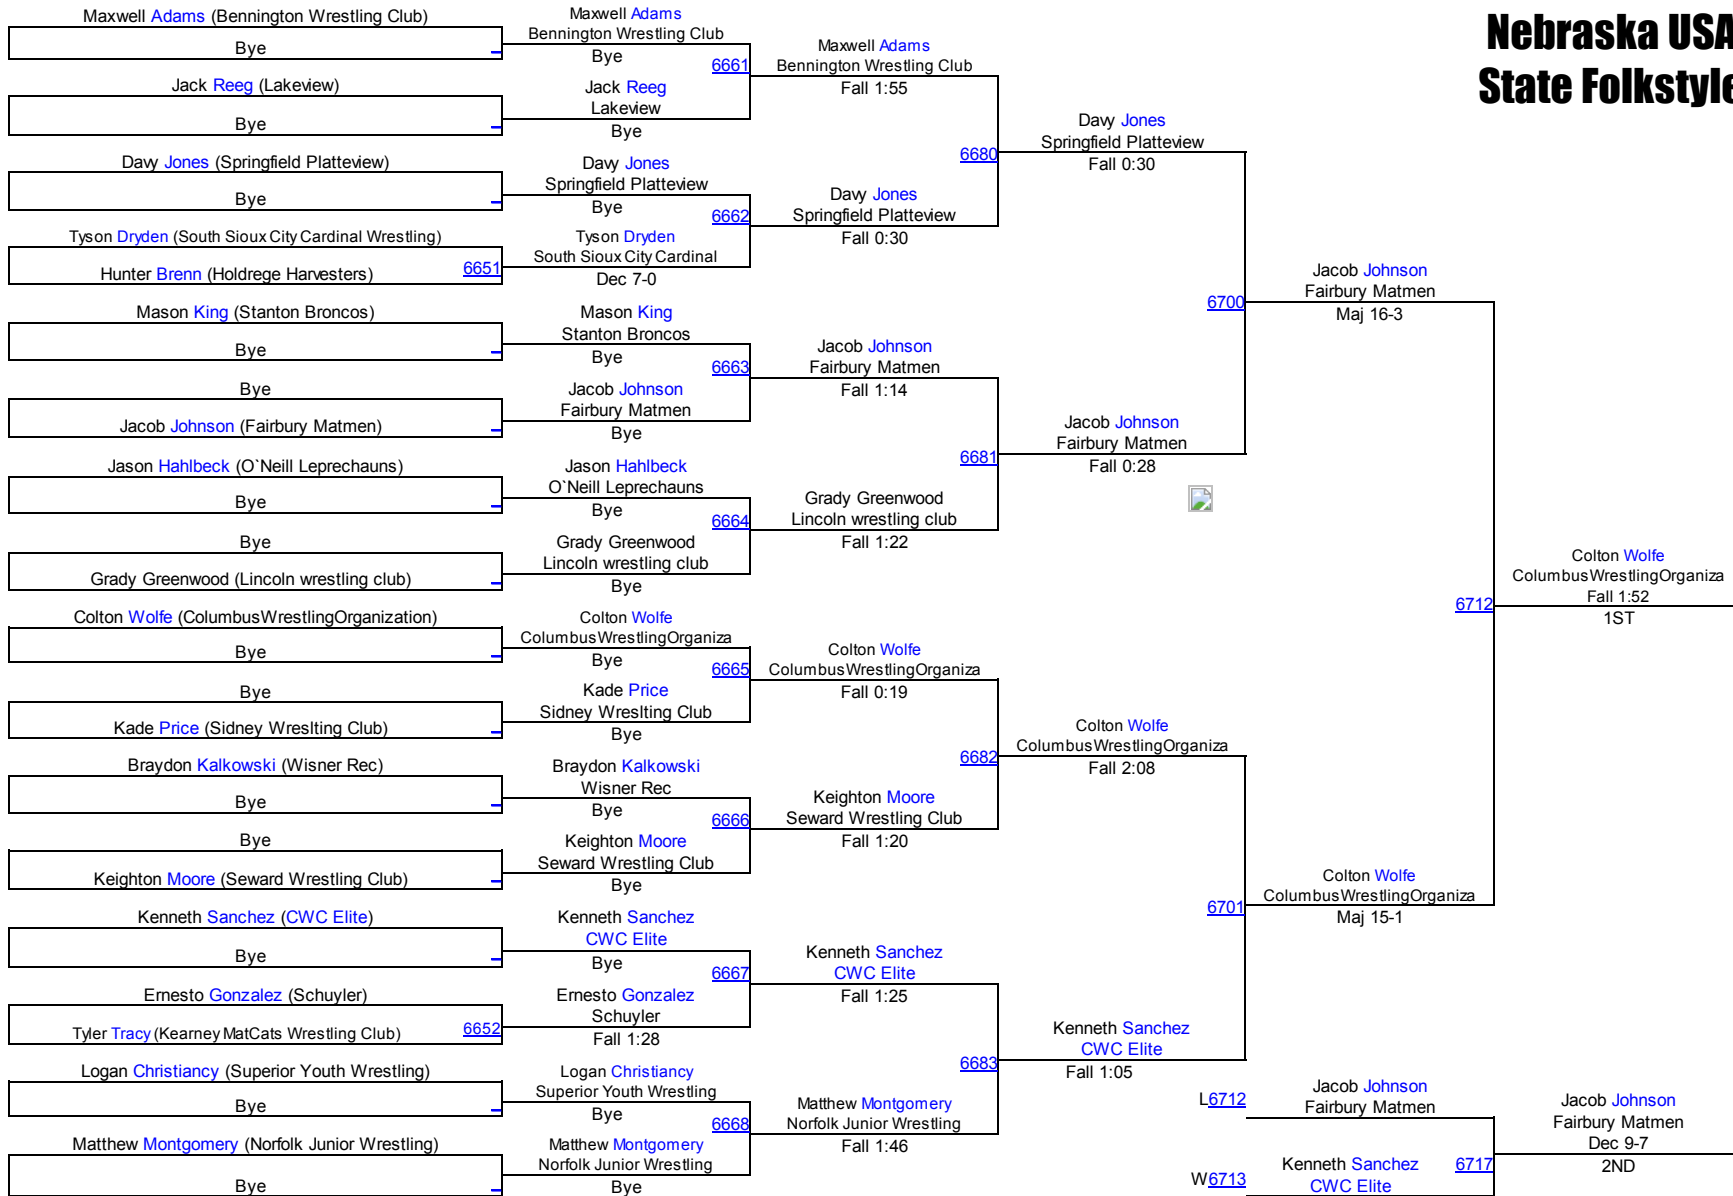 Nebraska USA
State Folkstyle
Maxwell Adams (Bennington Wrestling Club)
Bye
Jack Reeg (Lakeview)
Bye
Davy Jones (Springfield Platteview)
Bye
Tyson Dryden (South Sioux City Cardinal Wrestling)
Hunter Brenn (Holdrege Harvesters)
6651
Mason King (Stanton Broncos)
Bye
Bye
Jacob Johnson (Fairbury Matmen)
Jason Hahlbeck (O`Neill Leprechauns)
Bye
Bye
Grady Greenwood (Lincoln wrestling club)
Colton Wolfe (ColumbusWrestlingOrganization)
Bye
Bye
Kade Price (Sidney Wreslting Club)
Braydon Kalkowski (Wisner Rec)
Bye
Bye
Keighton Moore (Seward Wrestling Club)
Kenneth Sanchez (CWC Elite)
Bye
Ernesto Gonzalez (Schuyler)
Tyler Tracy (Kearney MatCats Wrestling Club)
6652
Logan Christiancy (Superior Youth Wrestling)
Bye
Matthew Montgomery (Norfolk Junior Wrestling)
Bye
Maxwell Adams
Bennington Wrestling Club
Bye
6661
Jack Reeg
Lakeview
Bye
Davy Jones
Springfield Platteview
Bye
6662
Tyson Dryden
South Sioux City Cardinal
Dec 7-0
Mason King
Stanton Broncos
Bye
6663
Jacob Johnson
Fairbury Matmen
Bye
Jason Hahlbeck
O`Neill Leprechauns
Bye
6664
Grady Greenwood
Lincoln wrestling club
Bye
Colton Wolfe
ColumbusWrestlingOrganiza
Bye
6665
Kade Price
Sidney Wreslting Club
Bye
Braydon Kalkowski
Wisner Rec
Bye
6666
Keighton Moore
Seward Wrestling Club
Bye
Kenneth Sanchez
CWC Elite
Bye
6667
Ernesto Gonzalez
Schuyler
Fall 1:28
Logan Christiancy
Superior Youth Wrestling
Bye
6668
Matthew Montgomery
Norfolk Junior Wrestling
Bye
Maxwell Adams
Bennington Wrestling Club
Fall 1:55
6680
Davy Jones
Springfield Platteview
Fall 0:30
Jacob Johnson
Fairbury Matmen
Fall 1:14
6681
Grady Greenwood
Lincoln wrestling club
Fall 1:22
Colton Wolfe
ColumbusWrestlingOrganiza
Fall 0:19
6682
Keighton Moore
Seward Wrestling Club
Fall 1:20
Kenneth Sanchez
CWC Elite
Fall 1:25
6683
Matthew Montgomery
Norfolk Junior Wrestling
Fall 1:46
Davy Jones
Springfield Platteview
Fall 0:30
6700
Jacob Johnson
Fairbury Matmen
Fall 0:28
Colton Wolfe
ColumbusWrestlingOrganiza
Fall 2:08
6701
Kenneth Sanchez
CWC Elite
Fall 1:05
Jacob Johnson
Fairbury Matmen
Maj 16-3
6712
Colton Wolfe
ColumbusWrestlingOrganiza
Maj 15-1
Colton Wolfe
ColumbusWrestlingOrganiza
Fall 1:52
1ST
L6712
Jacob Johnson
Fairbury Matmen
W6713
Kenneth Sanchez
CWC Elite
6717
Jacob Johnson
Fairbury Matmen
Dec 9-7
2ND